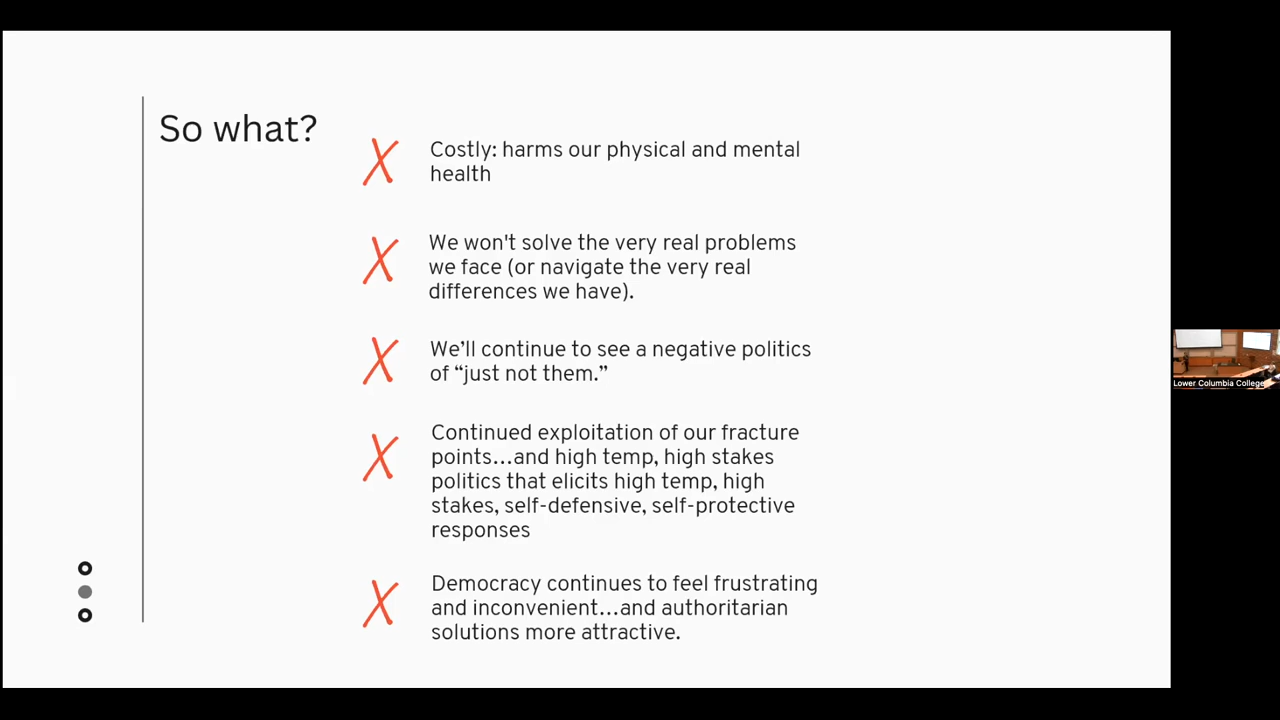 So what?
Costly: harms our physical and mental
health
We won't solve the very real problems
we face (or navigate the very real
differences we have).
We’ll continue to see a negative politics
of “just not them.”
Continued exploitation of our fracture
points...and high temp, high stakes
politics that elicits high temp, high
stakes, self-defensive, self-protective
responses
Democracy continues to feel frustrating
and inconvenient...and authoritarian
solutions more attractive.
Lower Columbia College